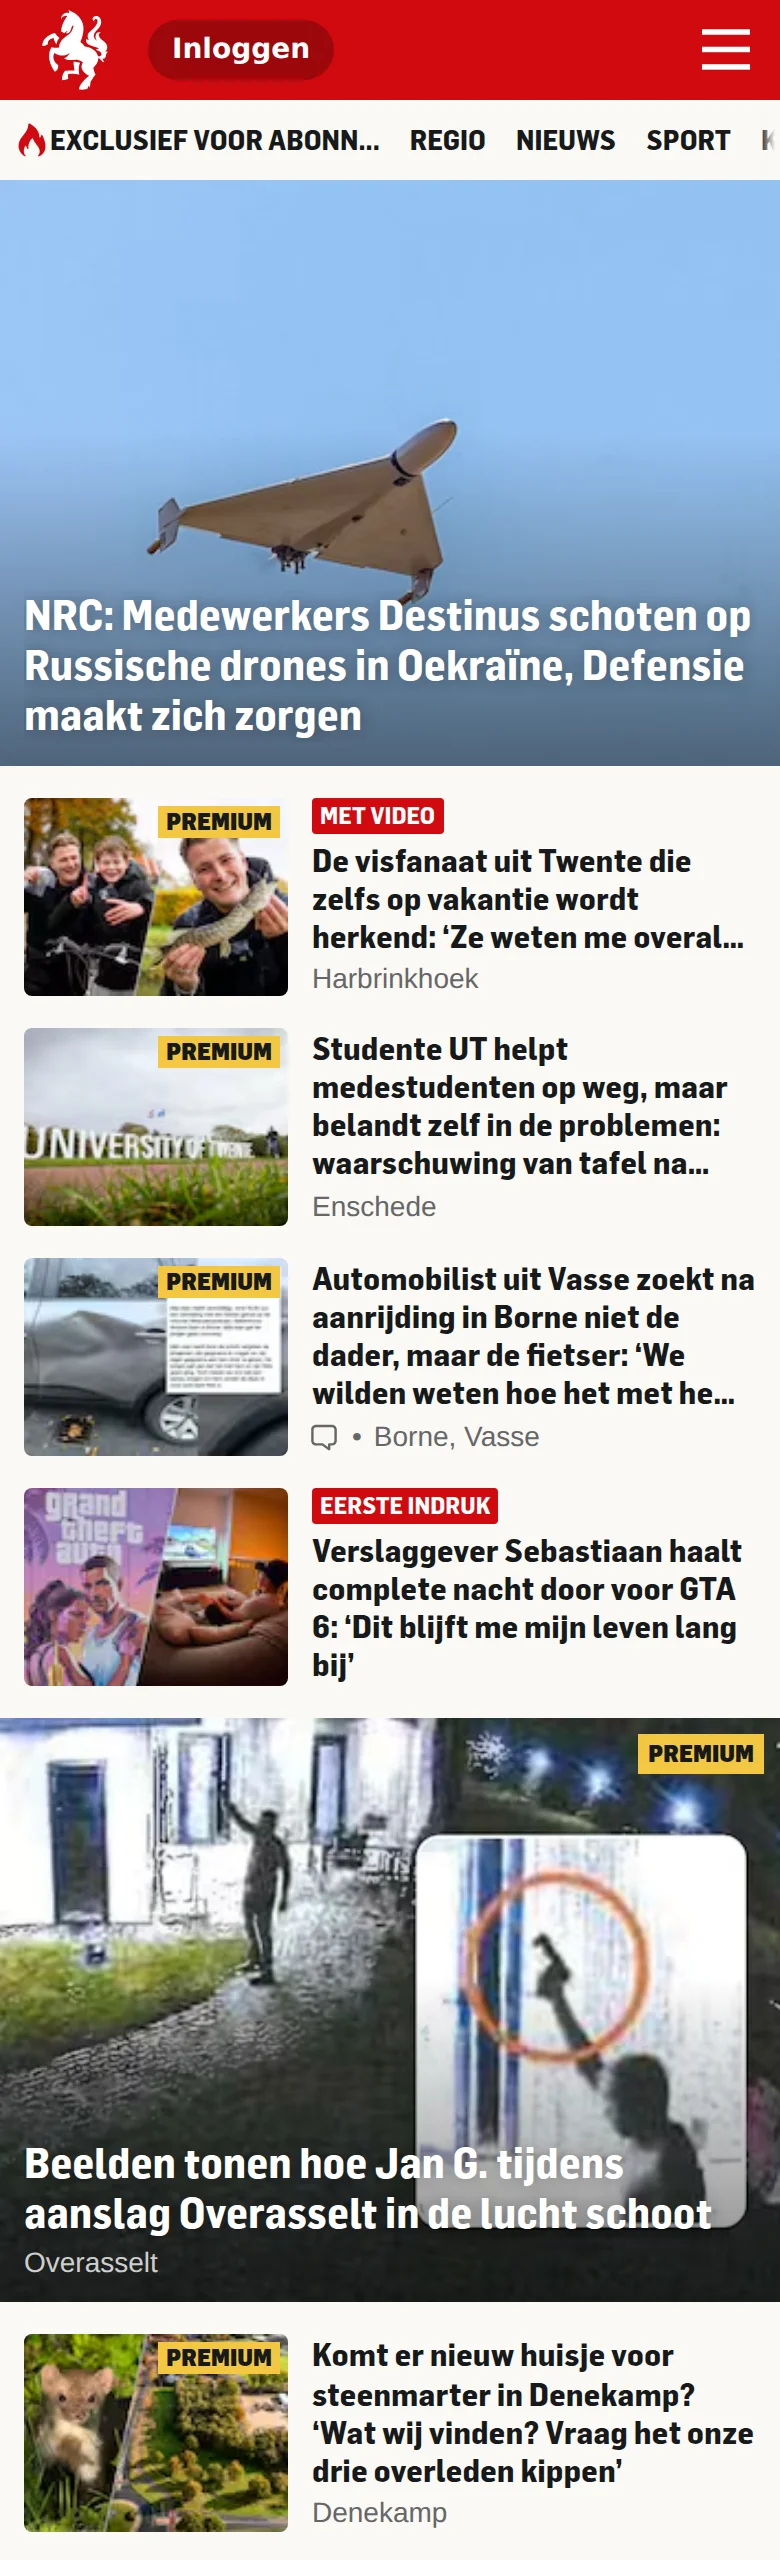 Inloggen
EXCLUSIEF VOOR ABONN... REGIO NIEUWS SPORT
NRC: Medewerkers Destinus schoten op
Russische drones in Oekraïne, Defensie
maakt zich zorgen
PREMIUM
MET VIDEO
De visfanaat uit Twente die
zelfs op vakantie wordt
herkend: ‘Ze weten me overal...
Harbrinkhoek
PREMIUM
UNIVERSITY OF TWENTE
Studente UT helpt
medestudenten op weg, maar
belandt zelf in de problemen:
waarschuwing van tafel na...
Enschede
PREMIUM
Automobilist uit Vasse zoekt na
aanrijding in Borne niet de
dader, maar de fietser: ‘We
wilden weten hoe het met he...
• Borne, Vasse
grand
theft
auto
EERSTE INDRUK
Verslaggever Sebastiaan haalt
complete nacht door voor GTA
6: ‘Dit blijft me mijn leven lang
bij’
PREMIUM
Beelden tonen hoe Jan G. tijdens
aanslag Overasselt in de lucht schoot
Overasselt
PREMIUM
Komt er nieuw huisje voor
steenmarter in Denekamp?
‘Wat wij vinden? Vraag het onze
drie overleden kippen’
Denekamp